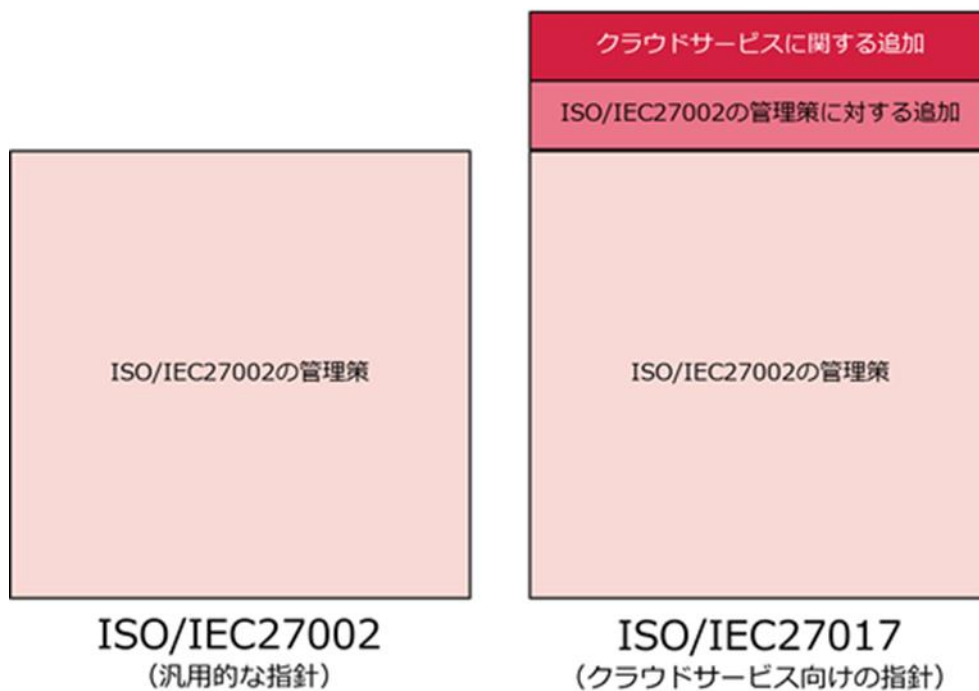 クラウドサービスに関する追加
ISO/IEC27002の管理策に対する追加
ISO/IEC27002の管理策
ISO/IEC27002の管理策
ISO/IEC27002
（汎用的な指針）
ISO/IEC27017
（クラウドサービス向けの指針）